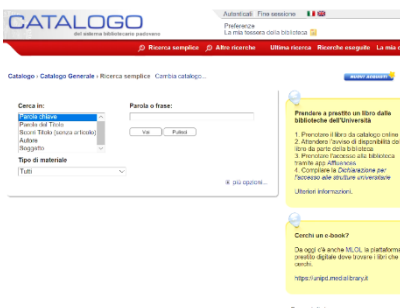 CATALOGO
del sistema bibliotecario padovano
Autenticati Fine sessione
Preferenze
La mia tessera della biblioteca
Ricerca semplice Altre ricerche Ultima ricerca Ricerche eseguite La mia
Catalogo › Catalogo Generale › Ricerca semplice Cambia catalogo...
NUOVI ACQUISTI
Cerca in:
Parola chiave
Parole del Titolo
Scorri Titolo (senza articolo)
Autore
Soggetto
Parola o frase:
Vai Pulisci
Tipo di materiale
Tutti
più opzioni...
Prendere a prestito un libro dalle
biblioteche dell'Università
1. Prenotare il libro da catalogo online
2. Attendere l'avviso di disponibilità del
libro da parte della biblioteca
3. Prenotare l'accesso alla biblioteca
tramite app Affluences
4. Compilare la Dichiarazione per
l'accesso alle strutture universitarie
Ulteriori informazioni.
Cerchi un e-book?
Da oggi c'è anche MLOL la piattaforma
prestito digitale dove trovare i libri che
cerchi.
https://unipd.medialibrary.it